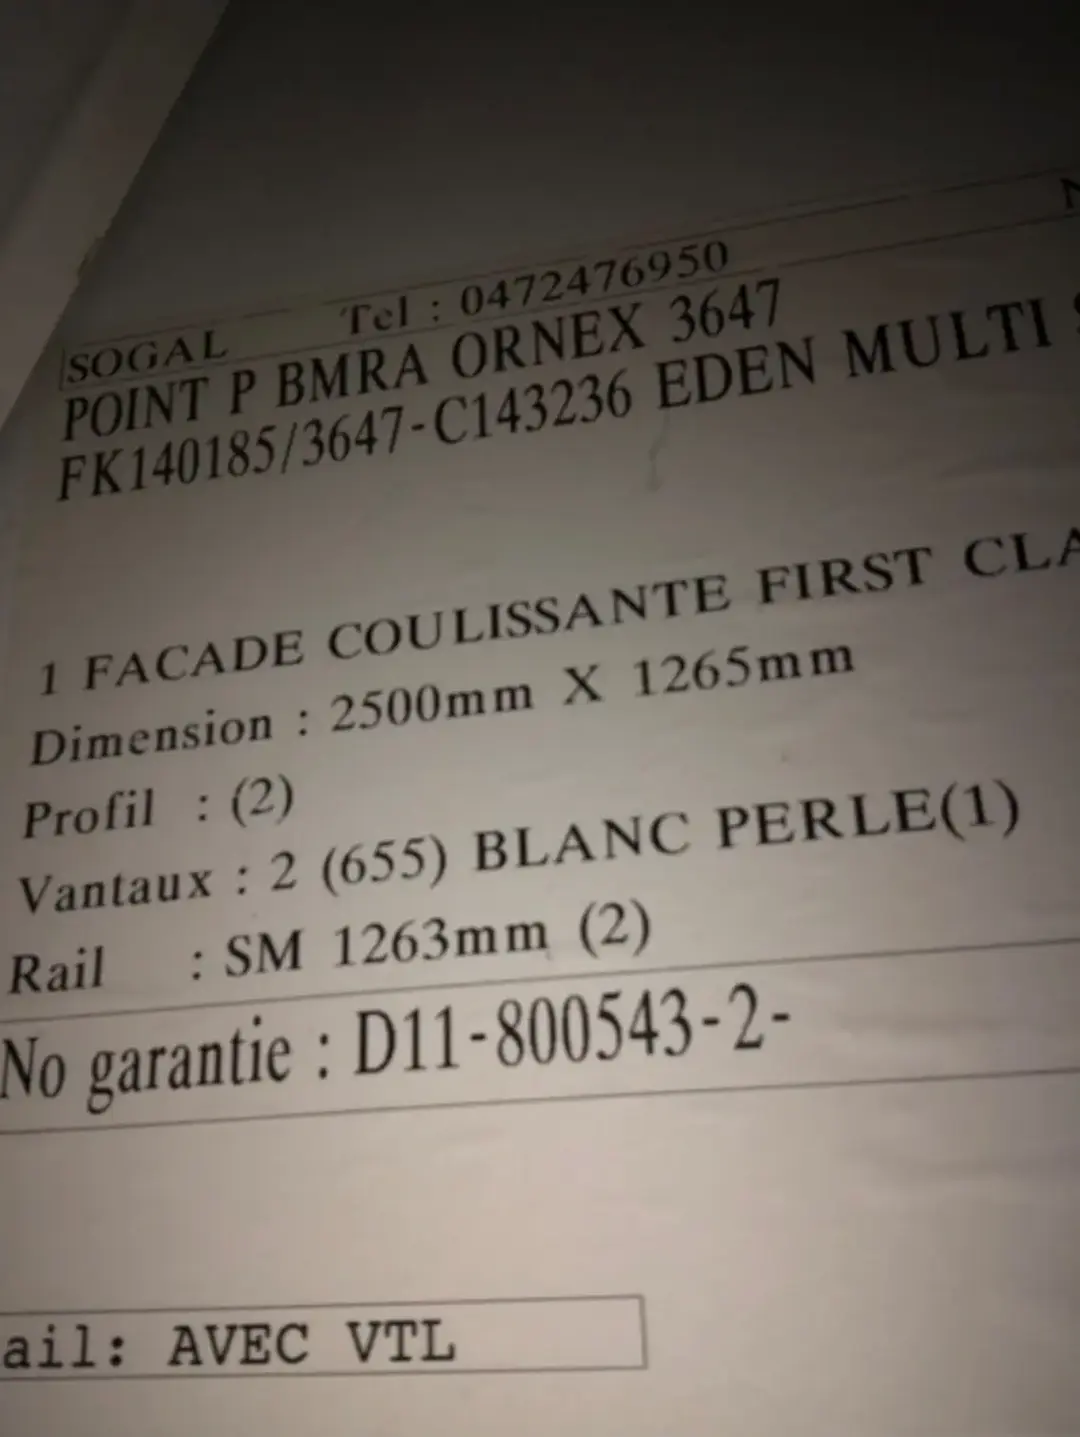 SOGAL Tel : 0472476950
POINT P BMRA ORNEX 3647
FK140185/3647-C143236 EDEN MULTI
1 FACADE COULISSANTE FIRST CLA
Dimension : 2500mm X 1265mm
Profil : (2)
Vantaux : 2 (655) BLANC PERLE(1)
Rail : SM 1263mm (2)
No garantie : D11-800543-2-
ail: AVEC VTL